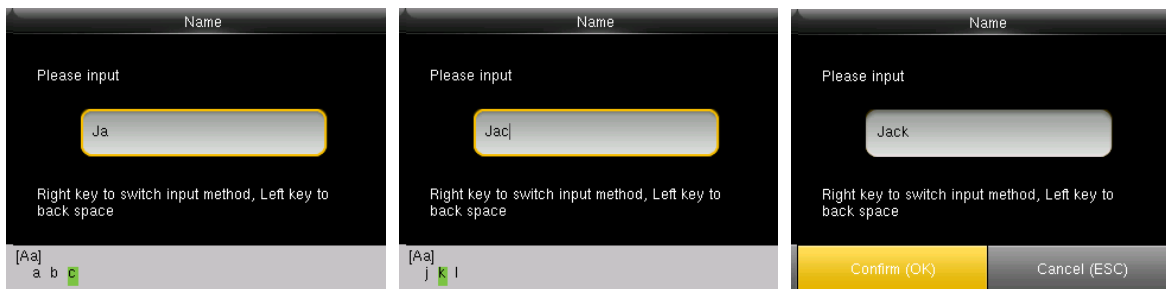 Name
Please input
Ja
Right key to switch input method, Left key to
back space
[Aa]
a b c
Name
Please input
Jac
Right key to switch input method, Left key to
back space
[Aa]
j k l
Name
Please input
Jack
Right key to switch input method, Left key to
back space
Confirm (OK)
Cancel (ESC)